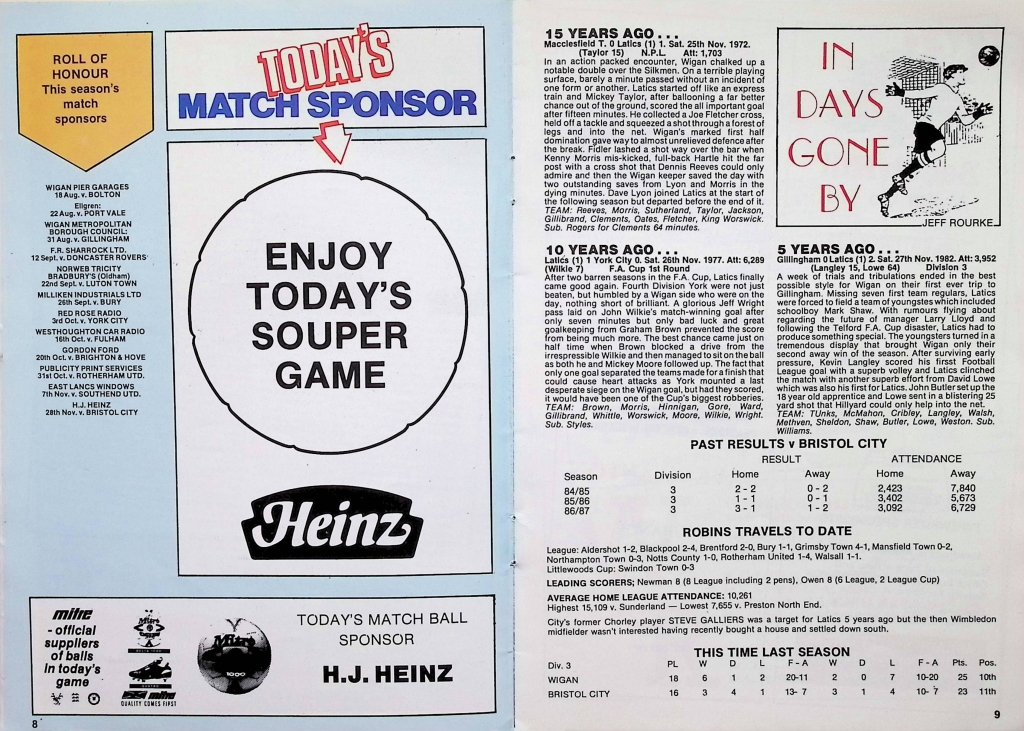 ROLL OF
HONOUR
This season's
match
sponsors
WIGAN PIER GARAGES
18 Aug. v. BOLTON
Ellgren:
22 Aug. v. PORT VALE
WIGAN METROPOLITAN
BOROUGH COUNCIL:
31 Aug. v. GILLINGHAM
F.R. SHARROCK LTD.
12 Sept. v. DONCASTER ROVERS
NORWEB TRICITY
BRADBURY'S (Oldham)
22nd Sept. v. LUTON TOWN
MILLIKEN INDUSTRIALS LTD
26th Sept. v. BURY
RED ROSE RADIO
3rd Oct. v. YORK CITY
WESTHOUGHTON CAR RADIO
16th Oct. v. FULHAM
GORDON FORD
20th Oct. v. BRIGHTON & HOVE
PUBLICITY PRINT SERVICES
31st Oct. v. ROTHERHAM UTD.
EAST LANCS WINDOWS
7th Nov. v. SOUTHEND UTD.
H.J. HEINZ
28th Nov. v. BRISTOL CITY
TODAY'S
MATCH SPONSOR
ENJOY
TODAY'S
SOUPER
GAME
Heinz
mitre
- official
suppliers
of balls
in today's
game
Mitre
mitre
QUALITY COMES FIRST
Mitre
TODAY'S MATCH BALL
SPONSOR
H.J. HEINZ
8
15 YEARS AGO . . .
Macclesfield T. 0 Latics (1) 1. Sat. 25th Nov. 1972.
(Taylor 15) N.P.L. Att: 1,703
In an action packed encounter, Wigan chalked up a
notable double over the Silkmen. On a terrible playing
surface, barely a minute passed without an incident of
one form or another. Latics started off like an express
train and Mickey Taylor, after ballooning a far better
chance out of the ground, scored the all important goal
after fifteen minutes. He collected a Joe Fletcher cross,
held off a tackle and squeezed a shot through a forest of
legs and into the net. Wigan's marked first half
domination gave way to almost unrelieved defence after
the break. Fidler lashed a shot way over the bar when
Kenny Morris mis-kicked, full-back Hartle hit the far
post with a cross shot that Dennis Reeves could only
admire and then the Wigan keeper saved the day with
two outstanding saves from Lyon and Morris in the
dying minutes. Dave Lyon joined Latics at the start of
the following season but departed before the end of it.
TEAM: Reeves, Morris, Sutherland, Taylor, Jackson,
Gillibrand, Clements, Oates, Fletcher, King Worswick.
Sub. Rogers for Clements 64 minutes.
IN
DAYS
GONE
BY
JEFF ROURKE
10 YEARS AGO . . .
Latics (1) 1 York City 0. Sat. 26th Nov. 1977. Att: 6,289
(Wilkie 7) F.A. Cup 1st Round
After two barren seasons in the F.A. Cup, Latics finally
came good again. Fourth Division York were not just
beaten, but humbled by a Wigan side who were on the
day, nothing short of brilliant. A glorious Jeff Wright
pass laid on John Wilkie's match-winning goal after
only seven minutes but only bad luck and great
goalkeeping from Graham Brown prevented the score
from being much more. The best chance came just on
half time when Brown blocked a drive from the
irrespressible Wilkie and then managed to sit on the ball
as both he and Mickey Moore followed up. The fact that
only one goal separated the teams made for a finish that
could cause heart attacks as York mounted a last
desperate siege on the Wigan goal, but had they scored,
it would have been one of the Cup's biggest robberies.
TEAM: Brown, Morris, Hinnigan, Gore, Ward,
Gillibrand, Whittle, Worswick, Moore, Wilkie, Wright.
Sub. Styles.
5 YEARS AGO . . .
Gillingham 0 Latics (1) 2. Sat. 27th Nov. 1982. Att: 3,952
(Langley 15, Lowe 64) Division 3
A week of trials and tribulations ended in the best
possible style for Wigan on their first ever trip to
Gillingham. Missing seven first team regulars, Latics
were forced to field a team of yongstes which included
schoolboy Mark Shaw. With rumours flying about
regarding the future of manager Larry Lloyd and
following the Telford F.A. Cup disaster, Latics had to
produce something special. The youngsters turned in a
tremendous display that brought Wigan only their
second away win of the season. After surviving early
pressure, Kevin Langley scored his first Football
League goal with a superb volley and Latics clinched
the match with another superb effort from David Lowe
which was also his first for Latics. John Butler set up the
18 year old apprentice and Lowe sent in a blistering 25
yard shot that Hillyard could only help into the net.
TEAM: TUnks, McMahon, Cribley, Langley, Walsh,
Methven, Sheldon, Shaw, Butler, Lowe, Weston. Sub.
Williams.
PAST RESULTS v BRISTOL CITY
RESULT ATTENDANCE
Season Division Home Away Home Away
84/85 3 2 - 2 0 - 2 2,423 7,840
85/86 3 1 - 1 0 - 1 3,402 5,673
86/87 3 3 - 1 1 - 2 3,092 6,729
ROBINS TRAVELS TO DATE
League: Aldershot 1-2, Blackpool 2-4, Brentford 2-0, Bury 1-1, Grimsby Town 4-1, Mansfield Town 0-2,
Northampton Town 0-3, Notts County 1-0, Rotherham United 1-4, Walsall 1-1.
Littlewoods Cup: Swindon Town 0-3
LEADING SCORERS; Newman 8 (8 League including 2 pens), Owen 8 (6 League, 2 League Cup)
AVERAGE HOME LEAGUE ATTENDANCE: 10,261
Highest 15,109 v. Sunderland — Lowest 7,655 v. Preston North End.
City's former Chorley player STEVE GALLIERS was a target for Latics 5 years ago but the then Wimbledon
midfielder wasn't interested having recently bought a house and settled down south.
THIS TIME LAST SEASON
Div. 3 PL W D L F - A W D L F - A Pts. Pos.
WIGAN 18 6 1 2 20-11 2 0 7 10-20 25 10th
BRISTOL CITY 16 3 4 1 13- 7 3 1 4 10- 7 23 11th
9